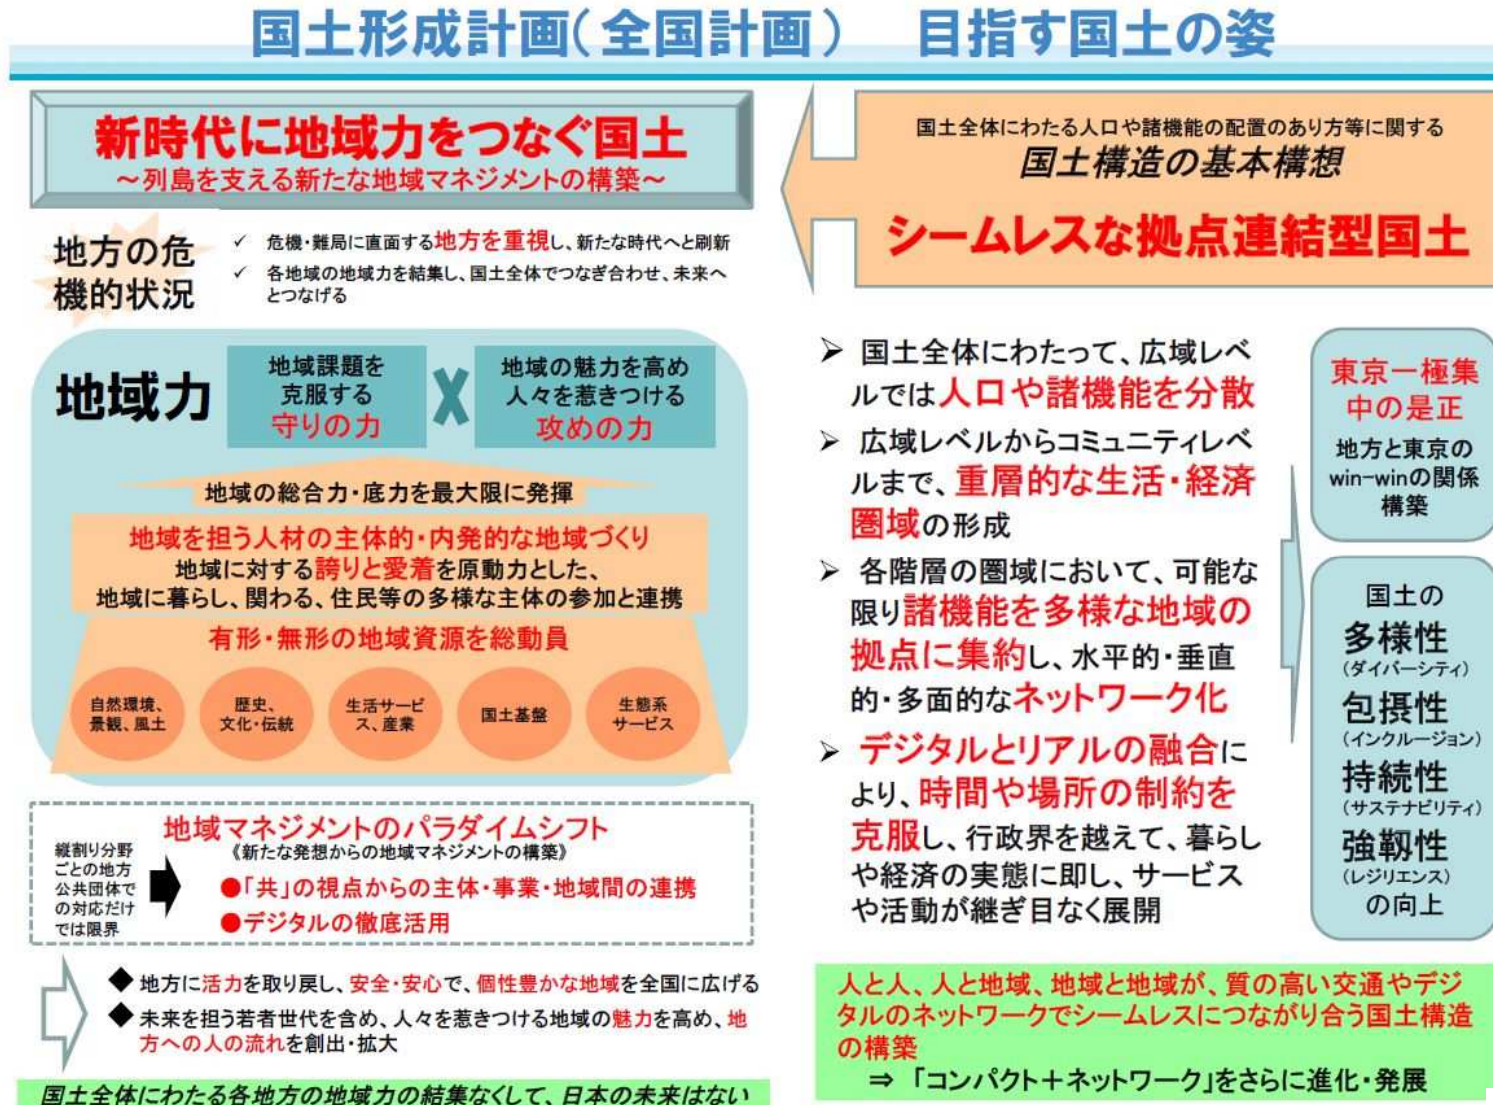 国土形成計画(全国計画)　目指す国土の姿
新時代に地域力をつなぐ国土
～列島を支える新たな地域マネジメントの構築～
地方の危
機的状況
✓ 危機・難局に直面する地方を重視し、新たな時代へと刷新
✓ 各地域の地域力を結集し、国土全体でつなぎ合わせ、未来へ
とつなげる
地域力
地域課題を
克服する
守りの力
X
地域の魅力を高め
人々を惹きつける
攻めの力
地域の総合力・底力を最大限に発揮
地域を担う人材の主体的・内発的な地域づくり
地域に対する誇りと愛着を原動力とした、
地域に暮らし、関わる、住民等の多様な主体の参加と連携
有形・無形の地域資源を総動員
自然環境、
景観、風土
歴史、
文化・伝統
生活サービ
ス、産業
国土基盤
生態系
サービス
地域マネジメントのパラダイムシフト
《新たな発想からの地域マネジメントの構築》
縦割り分野
ごとの地方
公共団体で
の対応だけ
では限界
●「共」の視点からの主体・事業・地域間の連携
●デジタルの徹底活用
◆ 地方に活力を取り戻し、安全・安心で、個性豊かな地域を全国に広げる
◆ 未来を担う若者世代を含め、人々を惹きつける地域の魅力を高め、地
方への人の流れを創出・拡大
国土全体にわたる各地方の地域力の結集なくして、日本の未来はない
国土全体にわたる人口や諸機能の配置のあり方等に関する
国土構造の基本構想
シームレスな拠点連結型国土
➢ 国土全体にわたって、広域レベ
ルでは人口や諸機能を分散
➢ 広域レベルからコミュニティレベ
ルまで、重層的な生活・経済
圏域の形成
➢ 各階層の圏域において、可能な
限り諸機能を多様な地域の
拠点に集約し、水平的・垂直
的・多面的なネットワーク化
➢ デジタルとリアルの融合に
より、時間や場所の制約を
克服し、行政界を越えて、暮らし
や経済の実態に即し、サービス
や活動が継ぎ目なく展開
東京一極集
中の是正
地方と東京の
win-winの関係
構築
国土の
多様性
(ダイバーシティ)
包摂性
(インクルージョン)
持続性
(サステナビリティ)
強靱性
(レジリエンス)
の向上
人と人、人と地域、地域と地域が、質の高い交通やデジ
タルのネットワークでシームレスにつながり合う国土構造
の構築
⇒ 「コンパクト＋ネットワーク」をさらに進化・発展